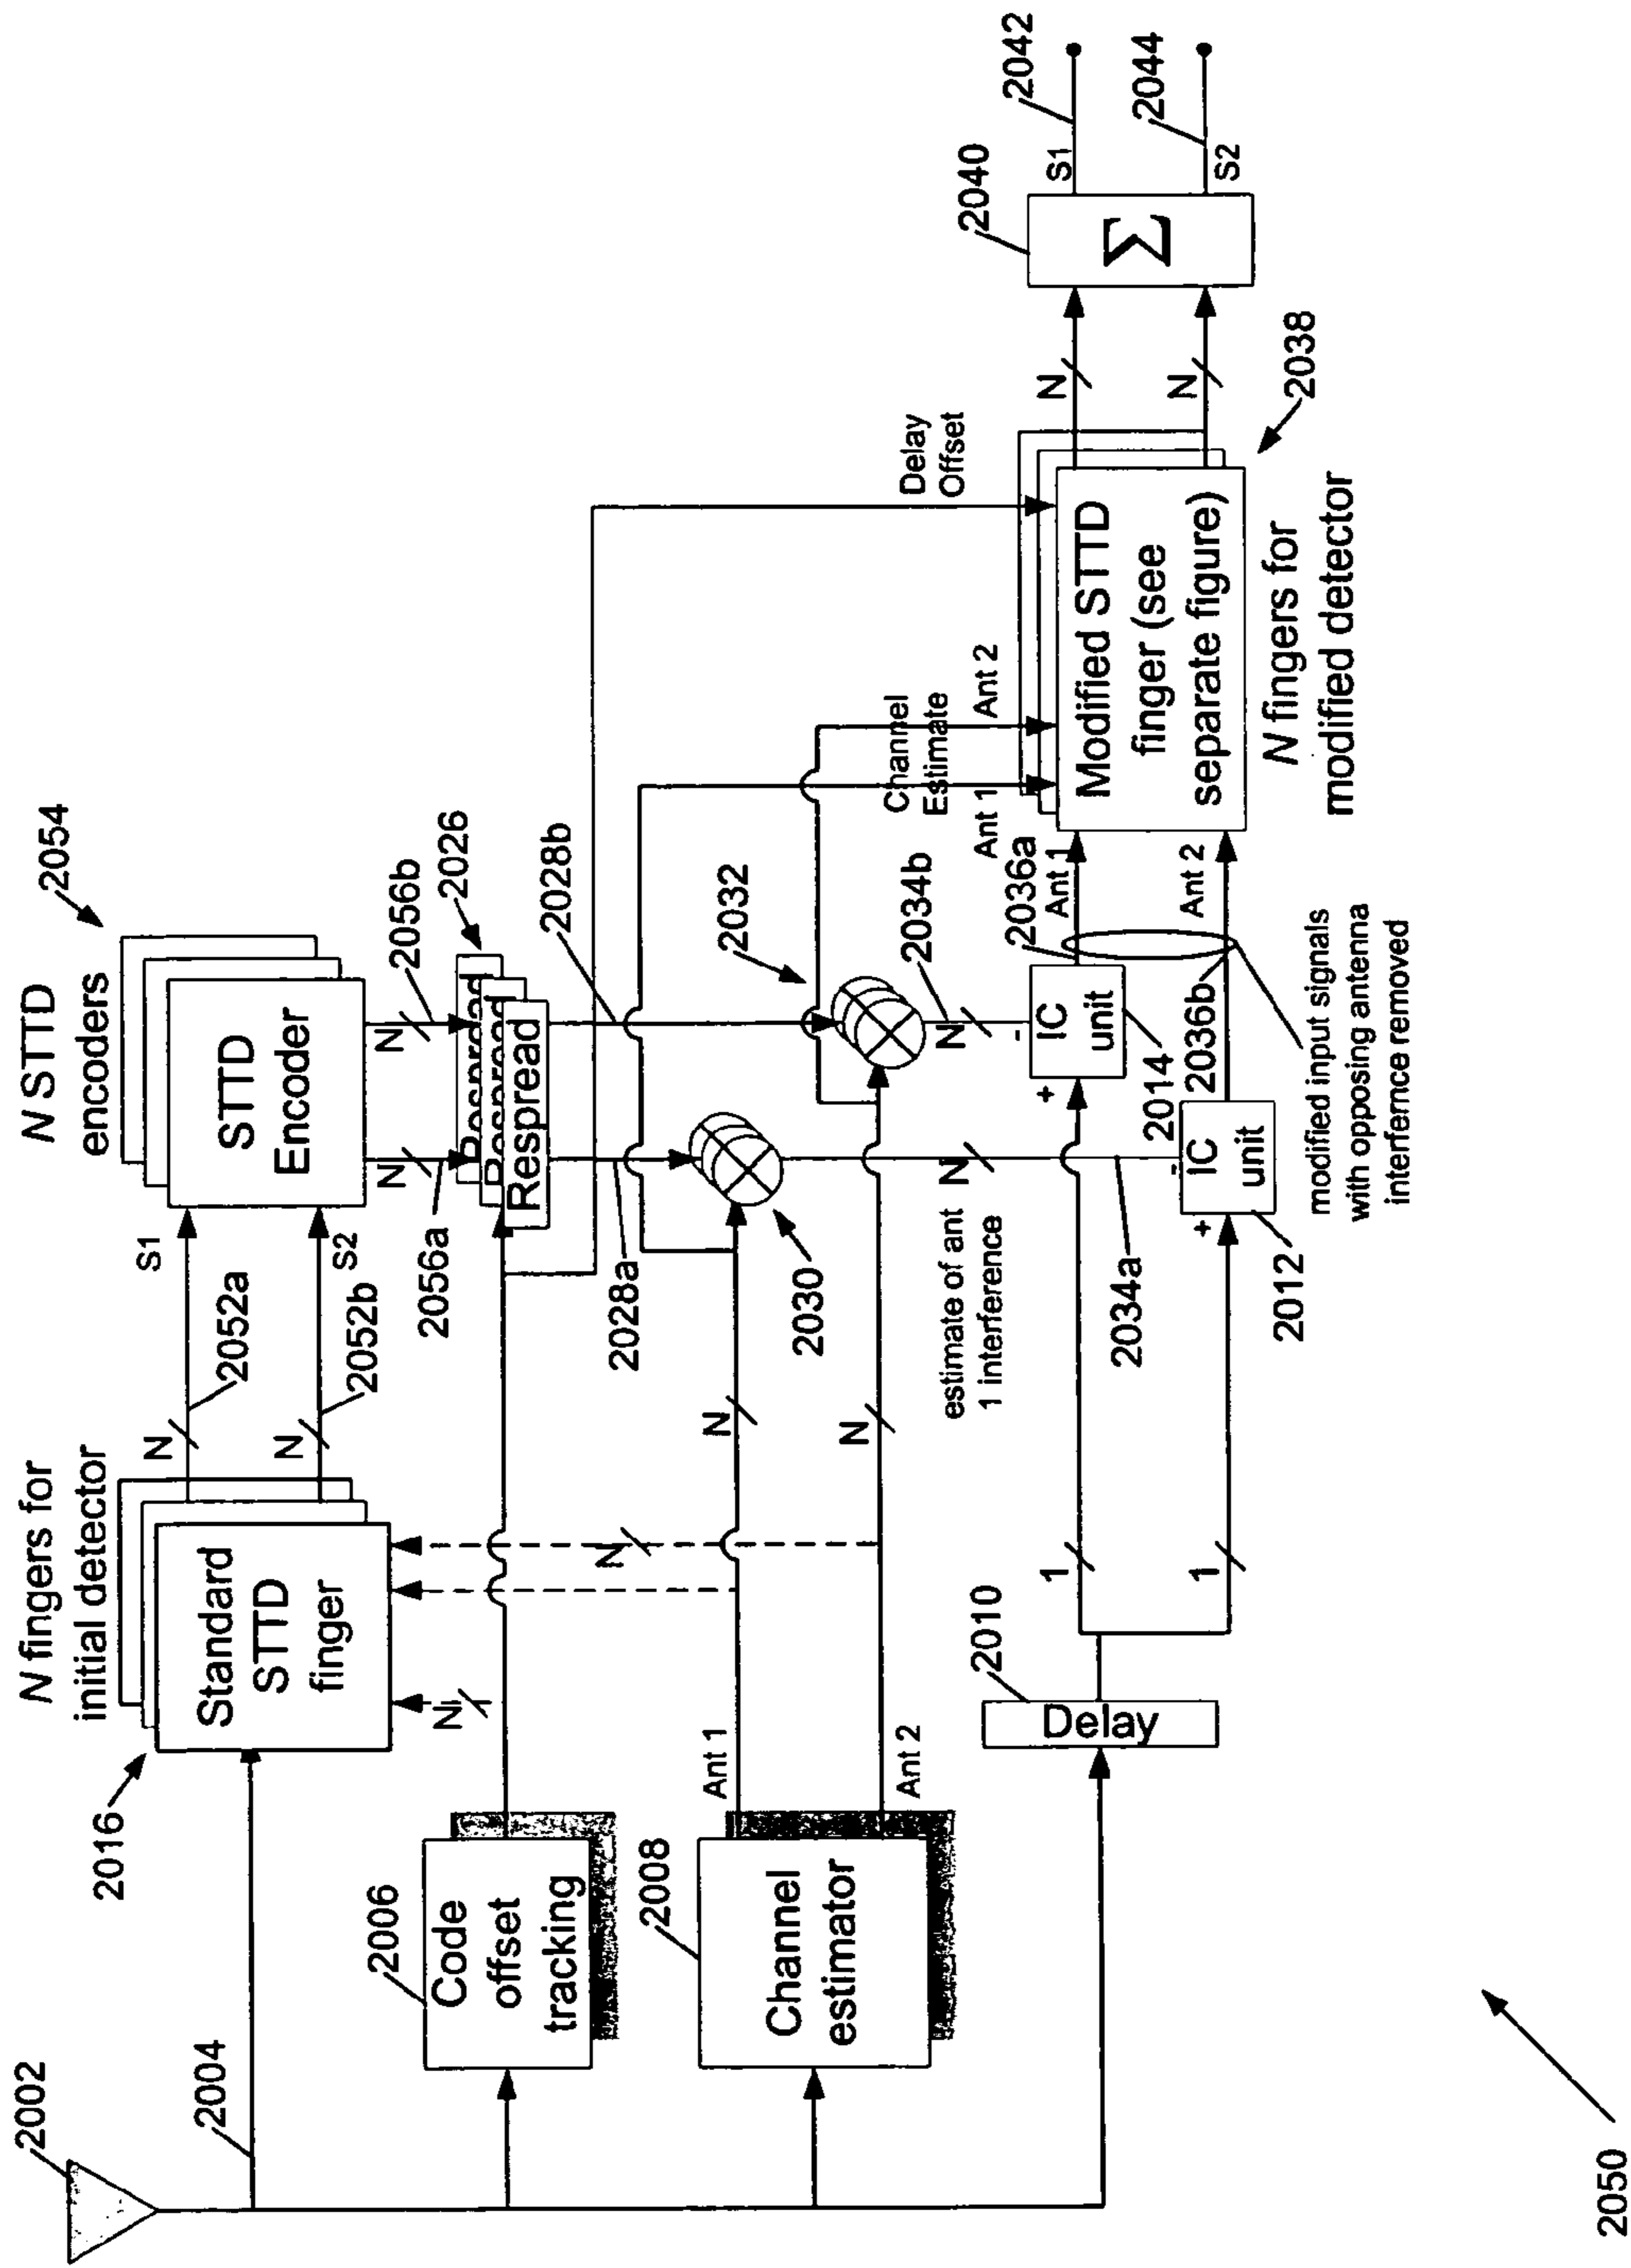 2002
2004
2016
N fingers for
initial detector
Standard
STTD
finger
N
2052a
S1
N
2052b
S2
N STTD
encoders
2054
STTD
Encoder
N
2056a
N
2056b
2026
Respread
Respread
Respread
2028a
2028b
2006
Code
offset
tracking
N
N
2008
Channel
estimator
Ant 1
Ant 2
N
N
2030
2032
estimate of ant
1 interference
N
2034a
N
2034b
Delay
Offset
Channel
Estimate
Ant 1
Ant 2
2010
Delay
1
1
+
-
IC
unit
2014
+
-
IC
unit
2012
2036a
Ant 1
2036b
Ant 2
modified input signals
with opposing antenna
interfernce removed
Modified STTD
finger (see
separate figure)
N fingers for
modified detector
2038
N
N
2040
Σ
S1
2042
S2
2044
2050